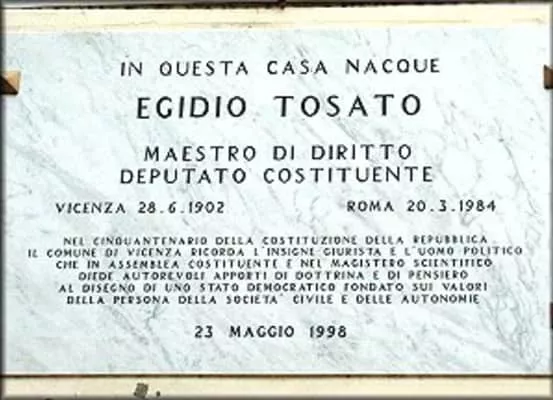 IN QUESTA CASA NACQUE
EGIDIO TOSATO
MAESTRO DI DIRITTO
DEPUTATO COSTITUENTE
VICENZA 28.6.1902 ROMA 20.3.1984
NEL CINQUANTENARIO DELLA COSTITUZIONE DELLA REPUBBLICA
IL COMUNE DI VICENZA RICORDA L'INSIGNE GIURISTA E L'UOMO POLITICO
CHE IN ASSEMBLEA COSTITUENTE E NEL MAGISTERO SCIENTIFICO
DIEDE AUTOREVOLI APPORTI DI DOTTRINA E DI PENSIERO
AL DISEGNO DI UNO STATO DEMOCRATICO FONDATO SUI VALORI
DELLA PERSONA DELLA SOCIETA' CIVILE E DELLE AUTONOMIE
23 MAGGIO 1998